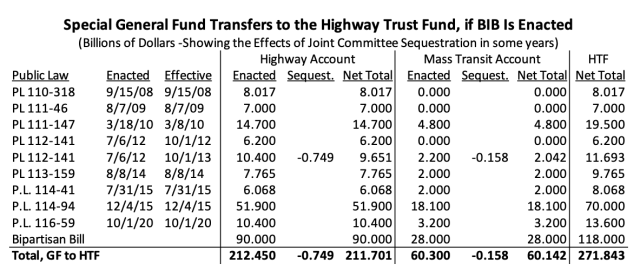 Special General Fund Transfers to the Highway Trust Fund, if BIB Is Enacted
(Billions of Dollars -Showing the Effects of Joint Committee Sequestration in some years)
Highway Account Mass Transit Account HTF
Public Law Enacted Effective Enacted Sequest. Net Total Enacted Sequest. Net Total Net Total
PL 110-318 9/15/08 9/15/08 8.017 8.017 0.000 0.000 8.017
PL 111-46 8/7/09 8/7/09 7.000 7.000 0.000 0.000 7.000
PL 111-147 3/18/10 3/8/10 14.700 14.700 4.800 4.800 19.500
PL 112-141 7/6/12 10/1/12 6.200 6.200 0.000 0.000 6.200
PL 112-141 7/6/12 10/1/13 10.400 -0.749 9.651 2.200 -0.158 2.042 11.693
PL 113-159 8/8/14 8/8/14 7.765 7.765 2.000 2.000 9.765
P.L. 114-41 7/31/15 7/31/15 6.068 6.068 2.000 2.000 8.068
P.L. 114-94 12/4/15 12/4/15 51.900 51.900 18.100 18.100 70.000
P.L. 116-59 10/1/20 10/1/20 10.400 10.400 3.200 3.200 13.600
Bipartisan Bill 90.000 90.000 28.000 28.000 118.000
Total, GF to HTF 212.450 -0.749 211.701 60.300 -0.158 60.142 271.843